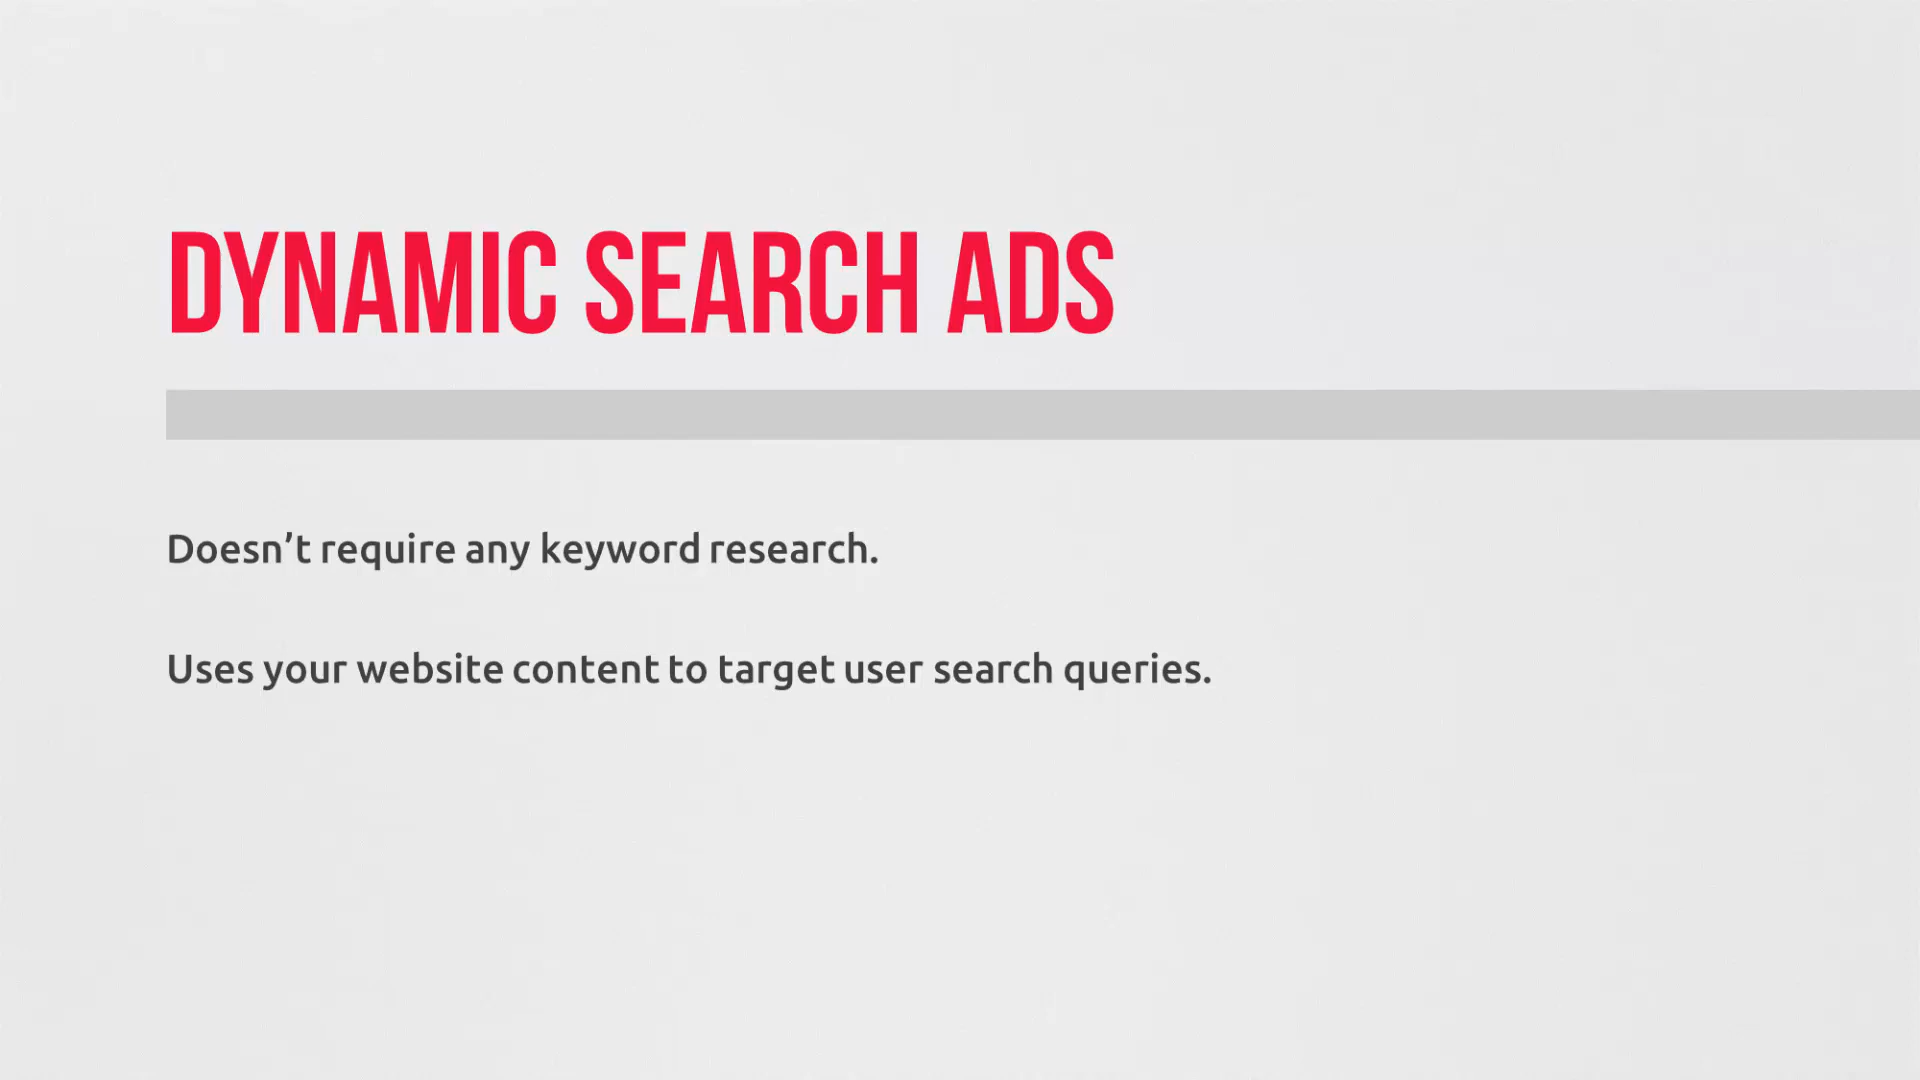 DYNAMIC SEARCH ADS
Doesn’t require any keyword research.
Uses your website content to target user search queries.